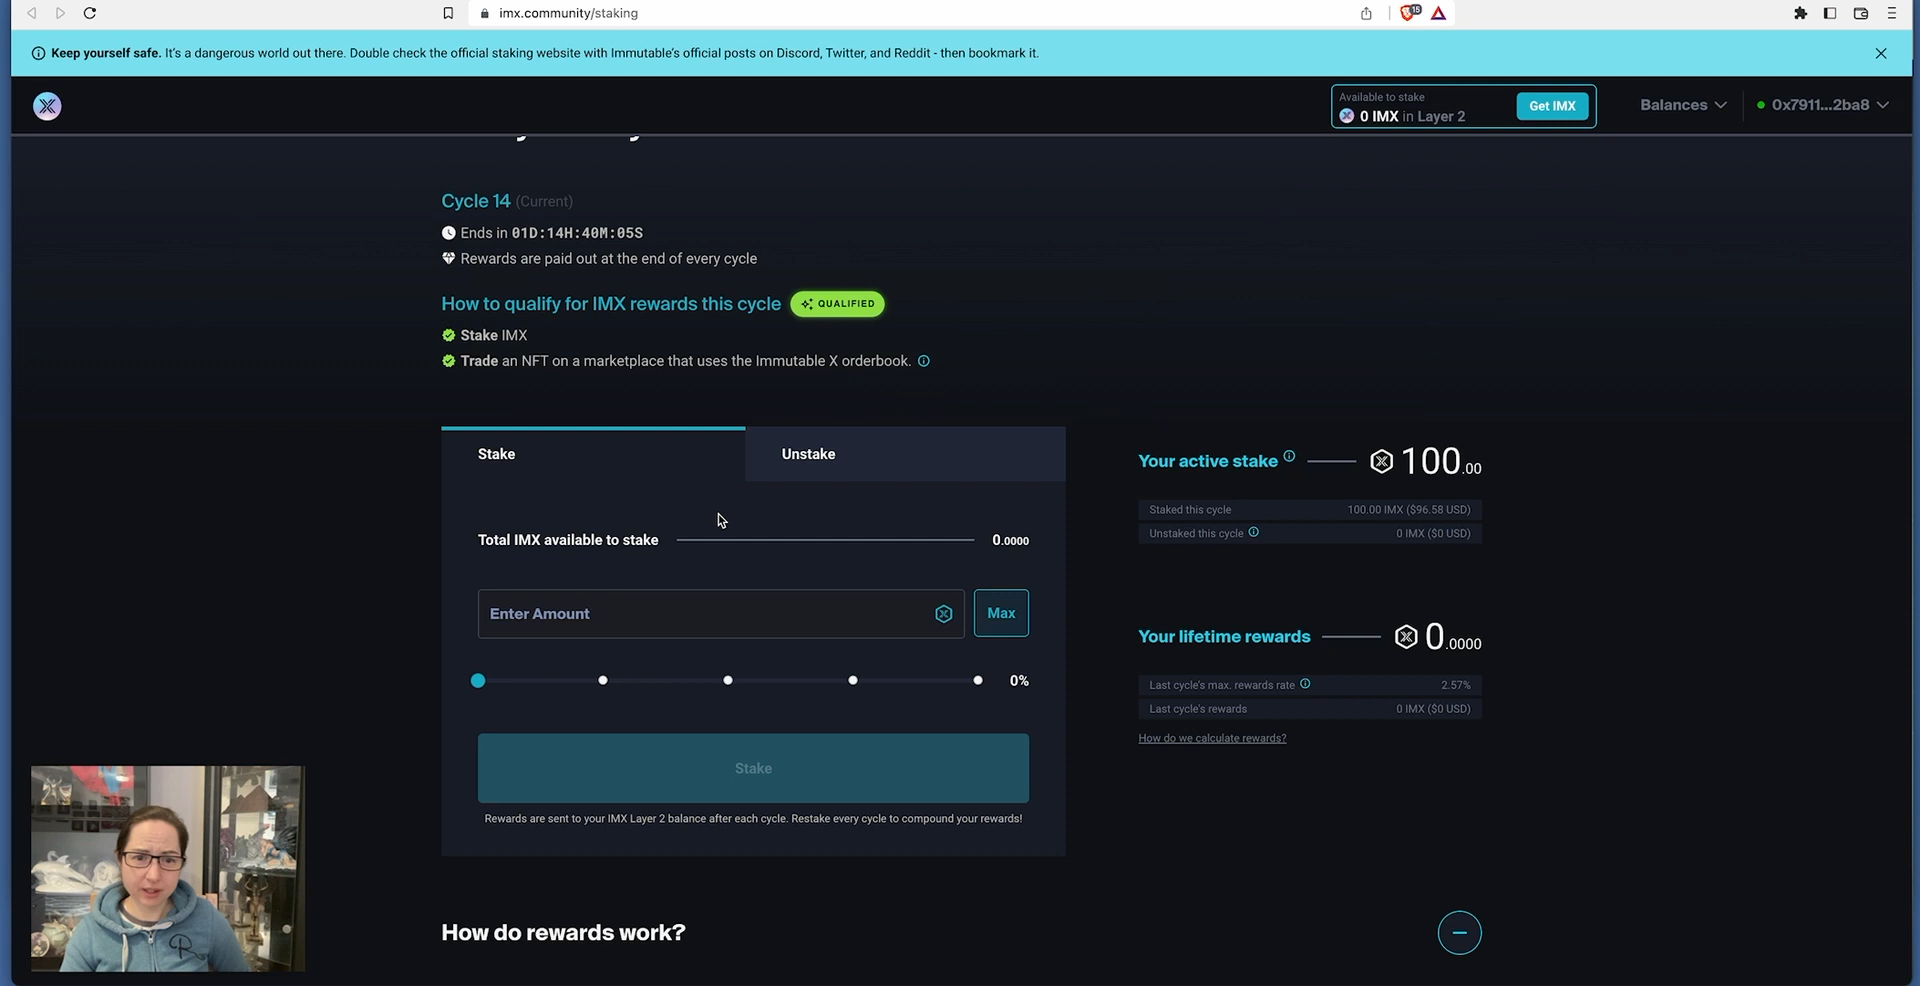 imx.community/staking
15
Keep yourself safe. It's a dangerous world out there. Double check the official staking website with Immutable's official posts on Discord, Twitter, and Reddit - then bookmark it.
Available to stake
0 IMX in Layer 2
Get IMX
Balances
0x7911...2ba8
Cycle 14 (Current)
Ends in 01D:14H:40M:05S
Rewards are paid out at the end of every cycle
How to qualify for IMX rewards this cycle
QUALIFIED
Stake IMX
Trade an NFT on a marketplace that uses the Immutable X orderbook.
Stake
Unstake
Total IMX available to stake
0.0000
Enter Amount
Max
0%
Stake
Rewards are sent to your IMX Layer 2 balance after each cycle. Restake every cycle to compound your rewards!
Your active stake
100.00
Staked this cycle
100.00 IMX ($96.58 USD)
Unstaked this cycle
0 IMX ($0 USD)
Your lifetime rewards
0.0000
Last cycle's max. rewards rate
2.57%
Last cycle's rewards
0 IMX ($0 USD)
How do we calculate rewards?
How do rewards work?